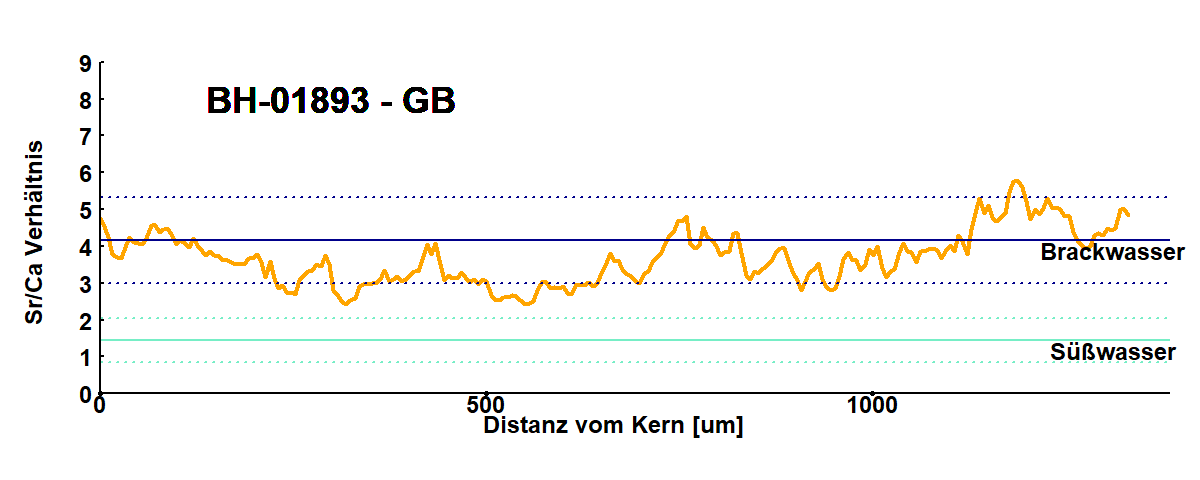 BH-01893 - GB
Sr/Ca Verhältnis
9
8
7
6
5
4
3
2
1
0
Brackwasser
Süßwasser
0 500 1000
Distanz vom Kern [um]